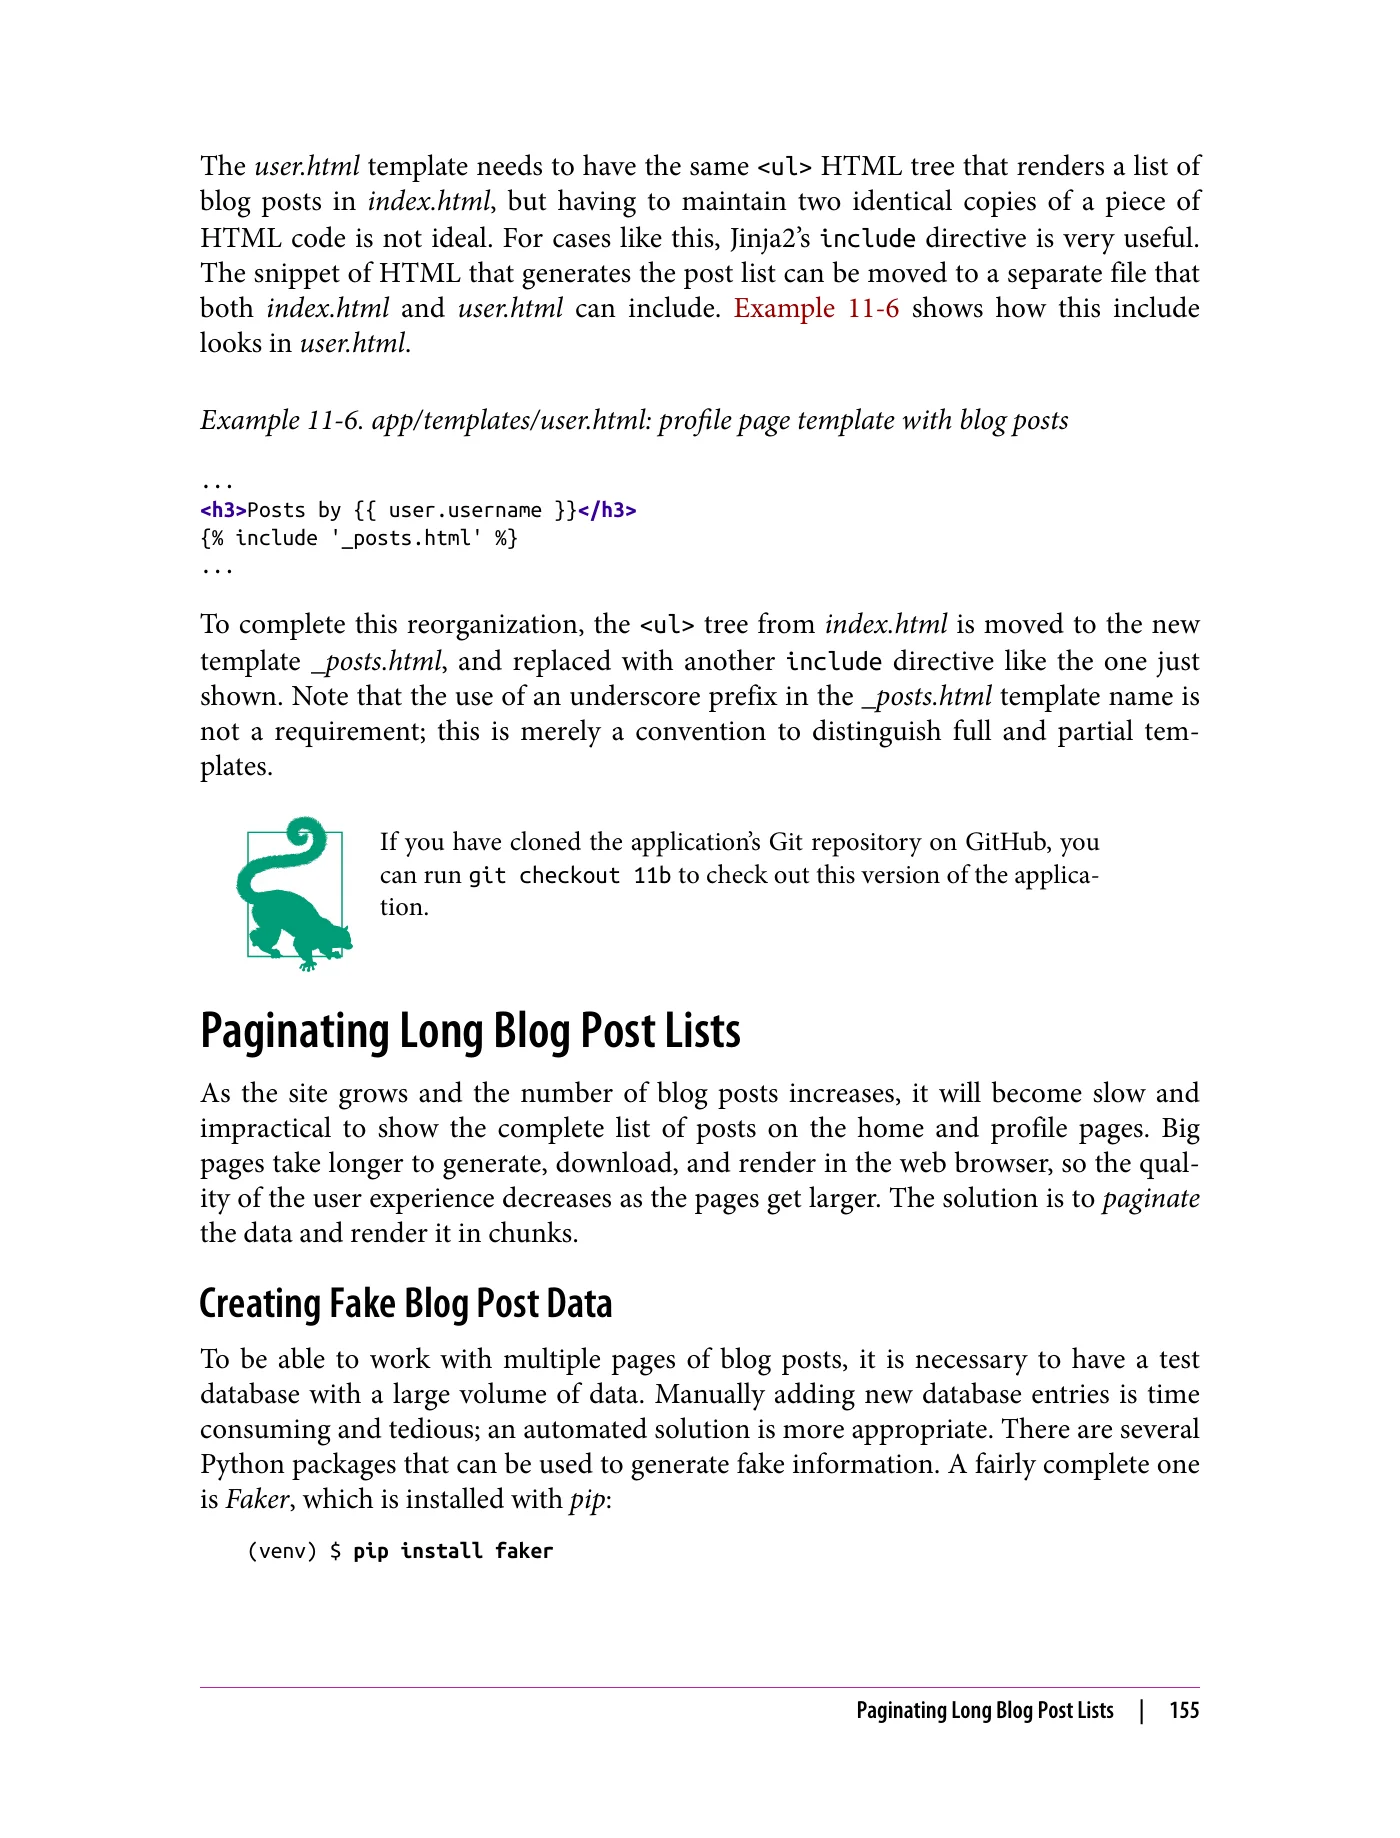 The user.html template needs to have the same <ul> HTML tree that renders a list of
blog posts in index.html, but having to maintain two identical copies of a piece of
HTML code is not ideal. For cases like this, Jinja2’s include directive is very useful.
The snippet of HTML that generates the post list can be moved to a separate file that
both index.html and user.html can include. Example 11-6 shows how this include
looks in user.html.
Example 11-6. app/templates/user.html: profile page template with blog posts
...
<h3>Posts by {{ user.username }}</h3>
{% include '_posts.html' %}
...
To complete this reorganization, the <ul> tree from index.html is moved to the new
template _posts.html, and replaced with another include directive like the one just
shown. Note that the use of an underscore prefix in the _posts.html template name is
not a requirement; this is merely a convention to distinguish full and partial tem-
plates.
If you have cloned the application’s Git repository on GitHub, you
can run git checkout 11b to check out this version of the applica-
tion.
Paginating Long Blog Post Lists
As the site grows and the number of blog posts increases, it will become slow and
impractical to show the complete list of posts on the home and profile pages. Big
pages take longer to generate, download, and render in the web browser, so the qual-
ity of the user experience decreases as the pages get larger. The solution is to paginate
the data and render it in chunks.
Creating Fake Blog Post Data
To be able to work with multiple pages of blog posts, it is necessary to have a test
database with a large volume of data. Manually adding new database entries is time
consuming and tedious; an automated solution is more appropriate. There are several
Python packages that can be used to generate fake information. A fairly complete one
is Faker, which is installed with pip:
(venv) $ pip install faker
Paginating Long Blog Post Lists | 155